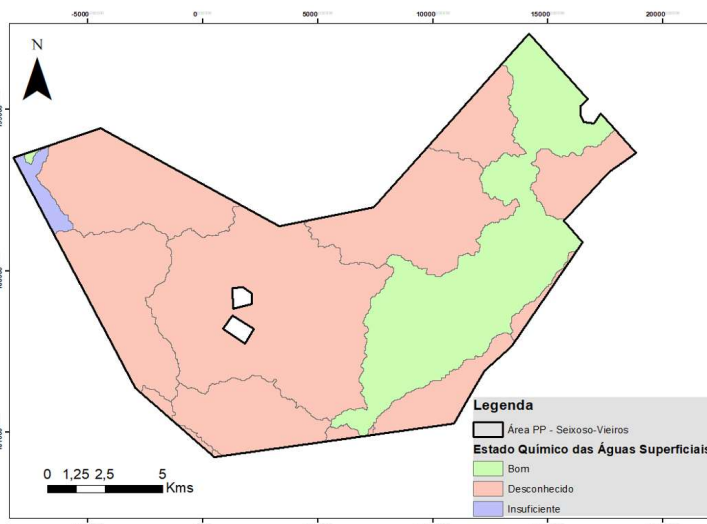 -5000 0 5000 10000 15000 20000
N
0 1,25 2,5 5
Kms
Legenda
Área PP - Seixoso-Vieiros
Estado Químico das Águas Superficiais
Bom
Desconhecido
Insuficiente